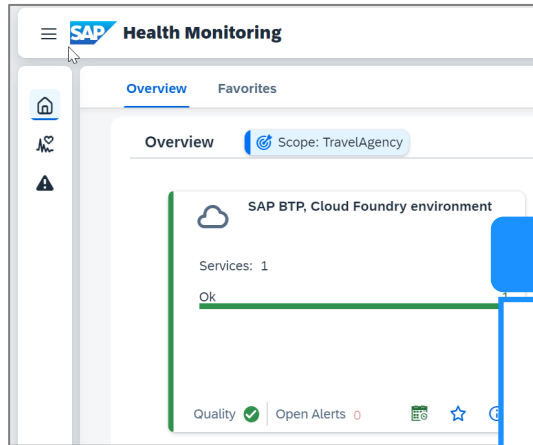 SAP Health Monitoring
Overview Favorites
Overview Scope: TravelAgency
SAP BTP, Cloud Foundry environment
Services: 1
Ok
Quality Open Alerts 0